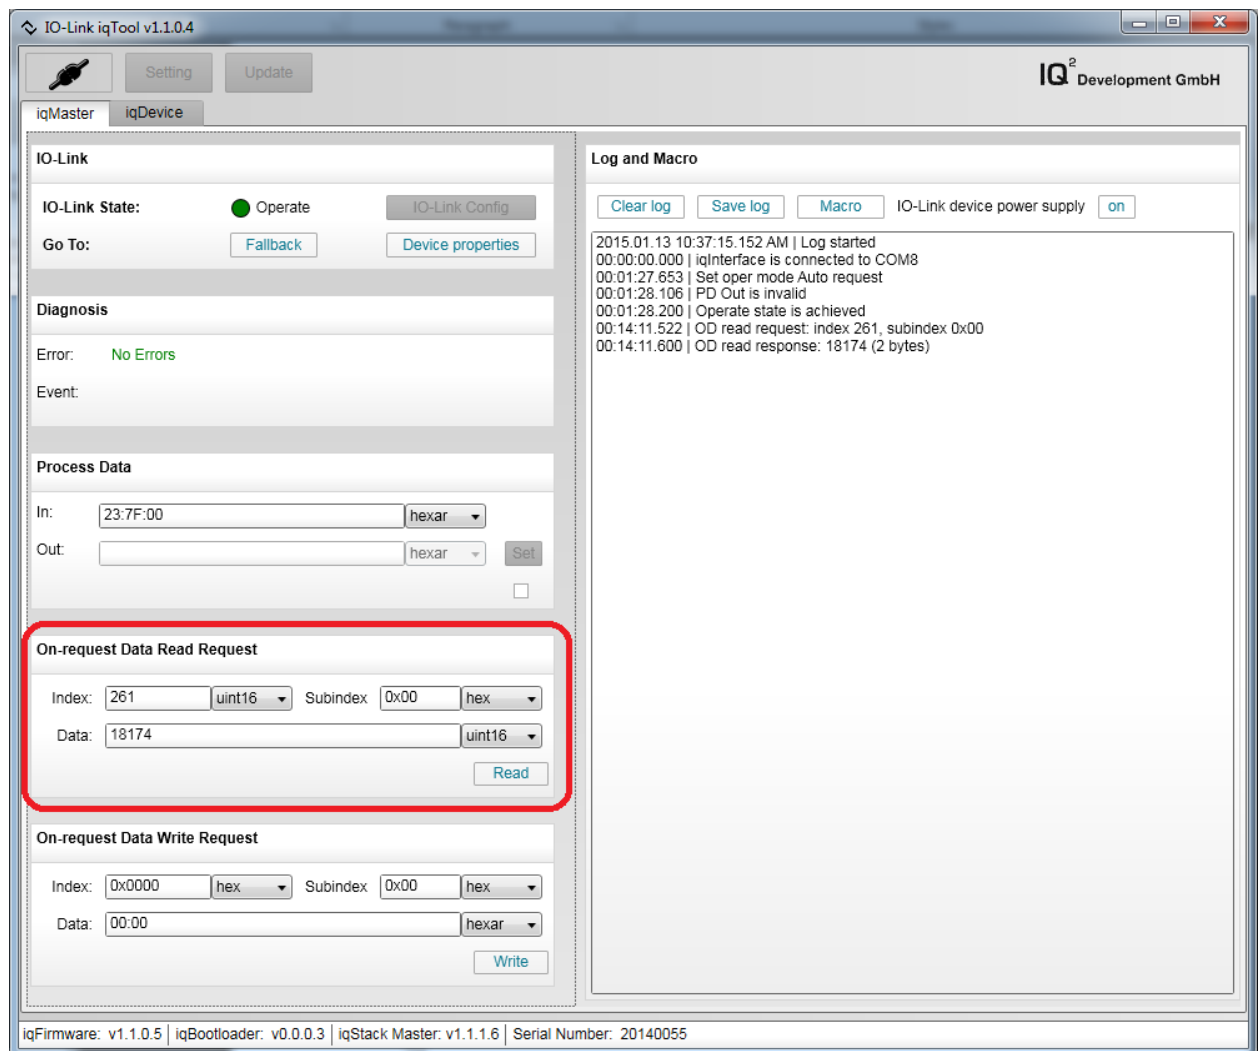 IO-Link iqTool v1.1.0.4
Setting Update
IQ² Development GmbH
iqMaster iqDevice
IO-Link
IO-Link State: Operate IO-Link Config
Go To: Fallback Device properties
Diagnosis
Error: No Errors
Event:
Process Data
In: 23:7F:00 hexar
Out: hexar Set
On-request Data Read Request
Index: 261 uint16 Subindex 0x00 hex
Data: 18174 uint16
Read
On-request Data Write Request
Index: 0x0000 hex Subindex 0x00 hex
Data: 00:00 hexar
Write
Log and Macro
Clear log Save log Macro IO-Link device power supply on
2015.01.13 10:37:15.152 AM | Log started
00:00:00.000 | iqInterface is connected to COM8
00:01:27.653 | Set oper mode Auto request
00:01:28.106 | PD Out is invalid
00:01:28.200 | Operate state is achieved
00:14:11.522 | OD read request: index 261, subindex 0x00
00:14:11.600 | OD read response: 18174 (2 bytes)
iqFirmware: v1.1.0.5 | iqBootloader: v0.0.0.3 | iqStack Master: v1.1.1.6 | Serial Number: 20140055